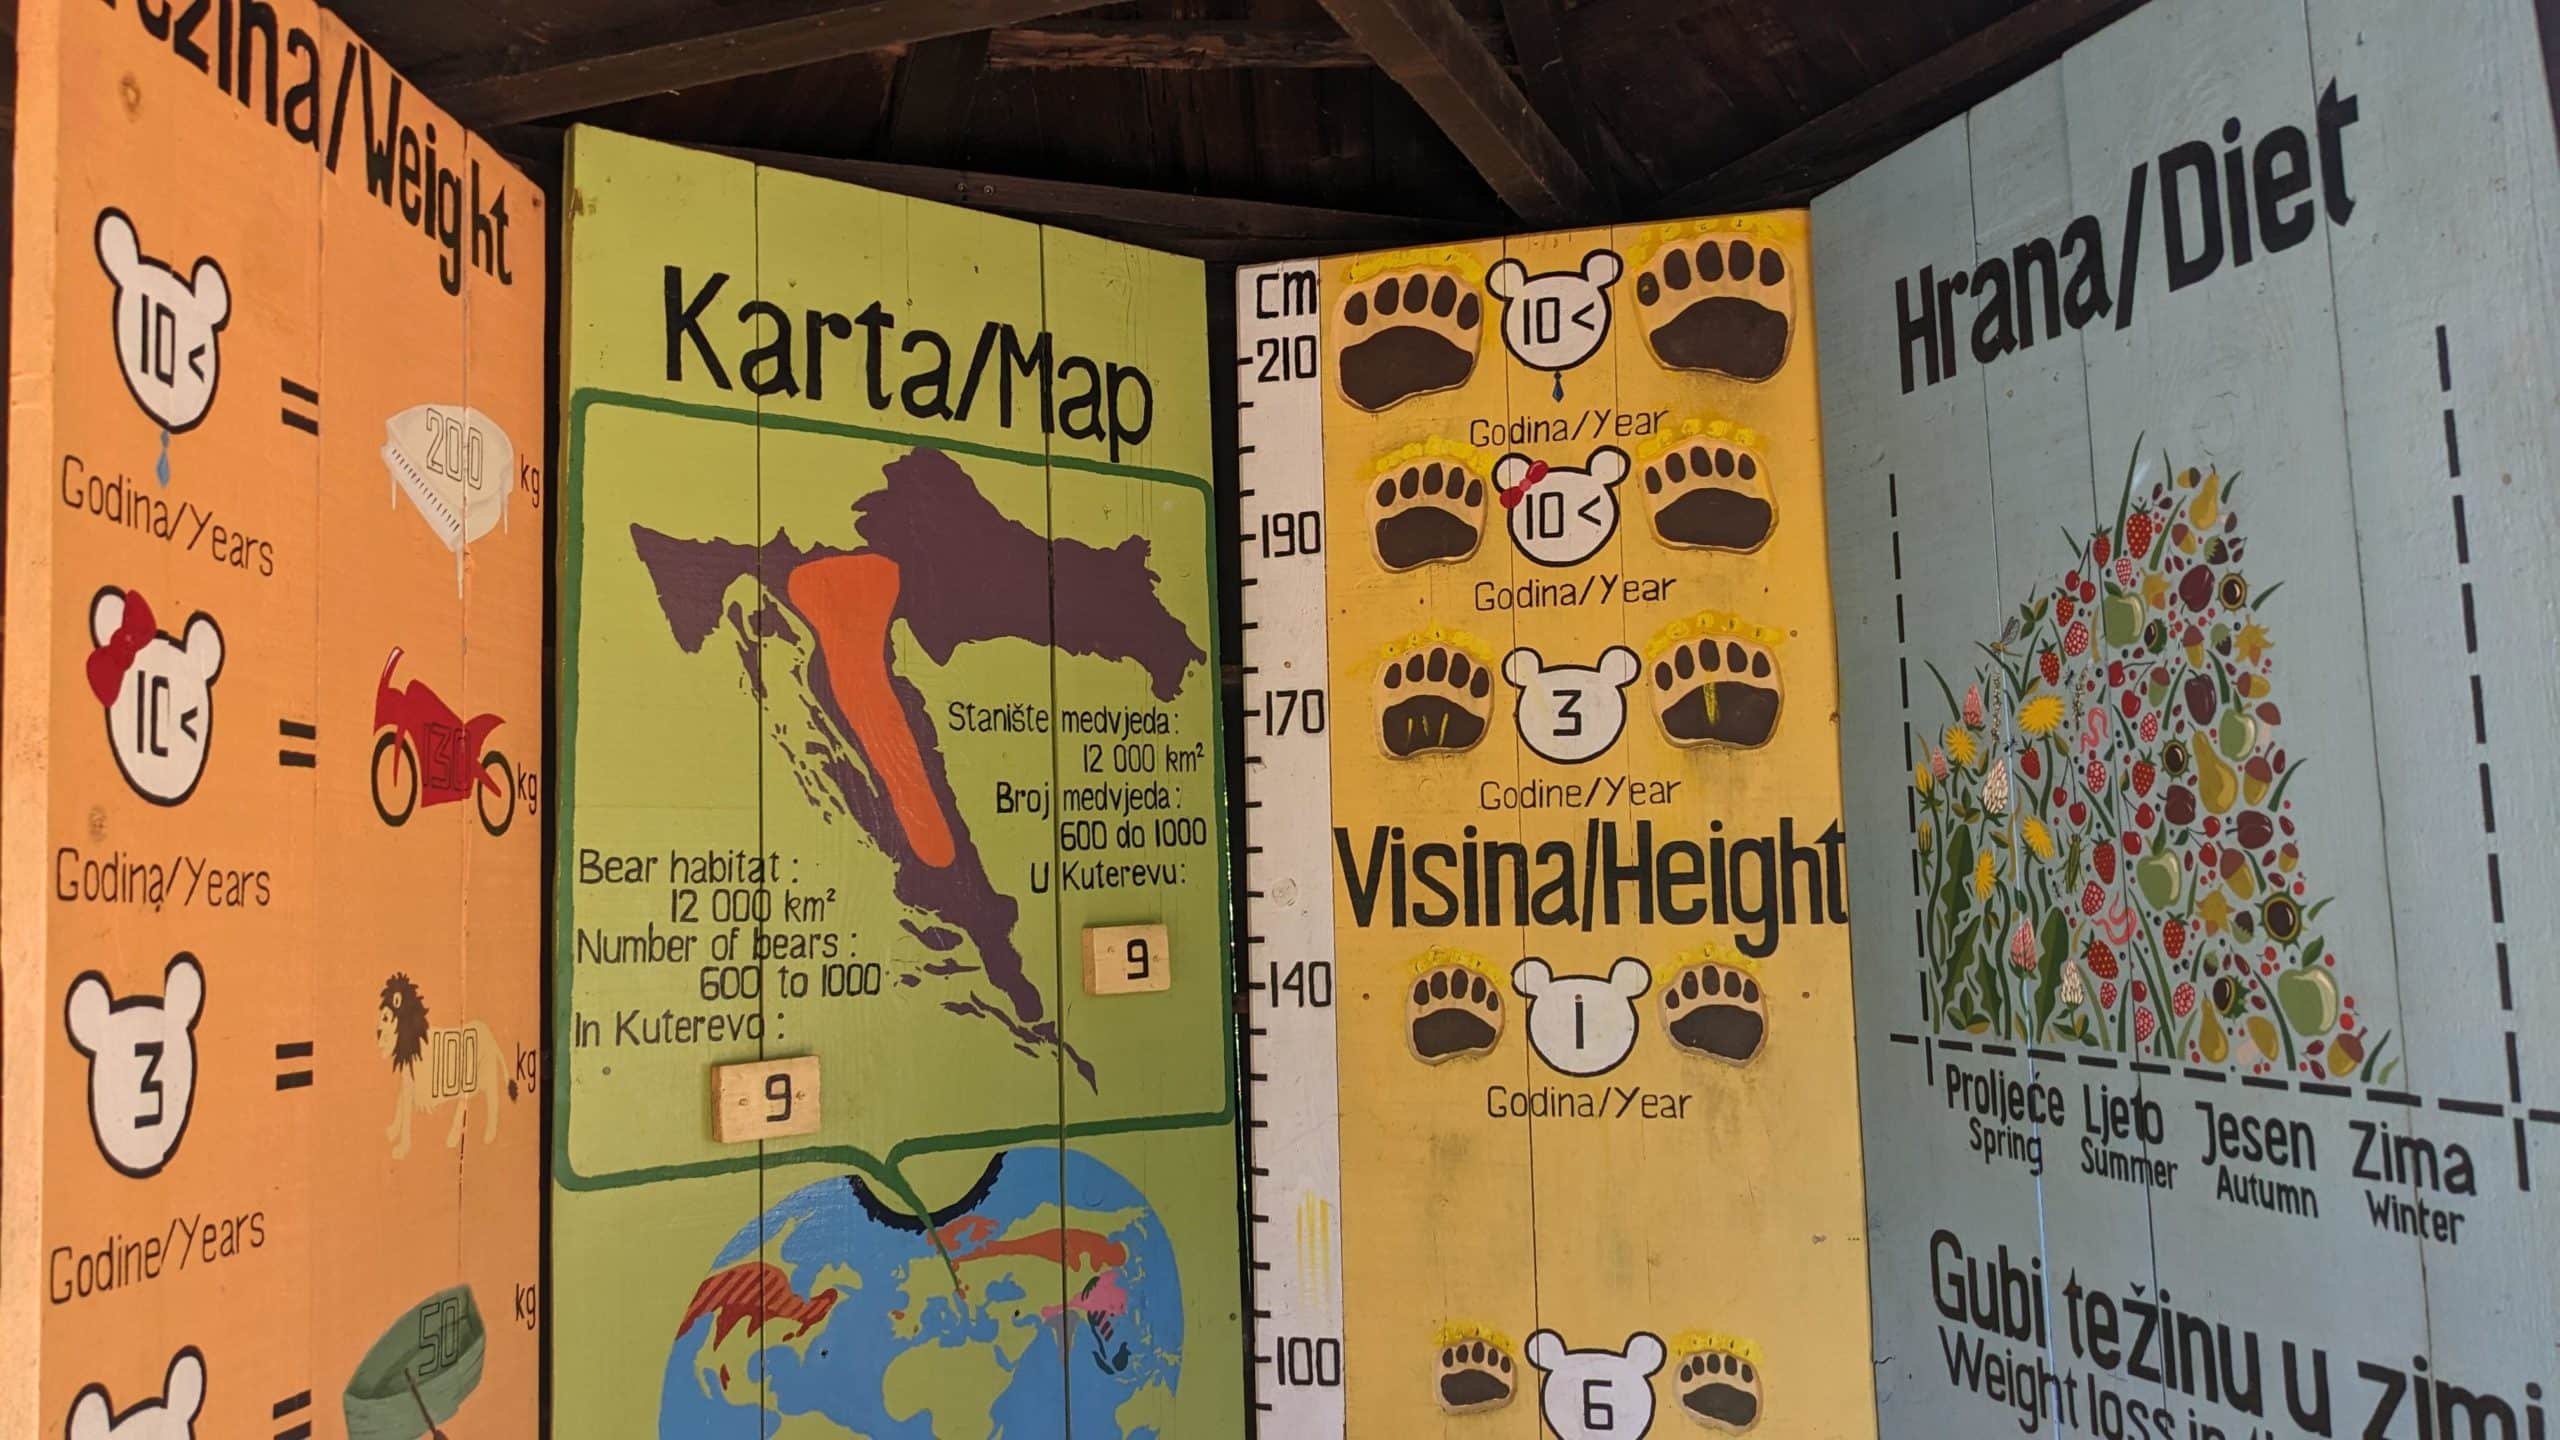 težina/Weight
10 <
=
200
kg
Godina/Years
10 <
=
130
kg
Godina/Years
3
=
100
kg
Godine/Years
=
50
kg
Karta/Map
Stanište medvjeda:
12 000 km²
Broj medvjeda:
600 do 1000
U Kuterevu:
9
Bear habitat:
12 000 km²
Number of bears:
600 to 1000
In Kuterevo:
9
cm
210
190
170
140
100
10 <
Godina/Year
10 <
Godina/Year
3
Godine/Year
Visina/Height
1
Godina/Year
6
Hrana/Diet
Proljeće Ljeto Jesen Zima
Spring Summer Autumn Winter
Gubi težinu u zimi
Weight loss in